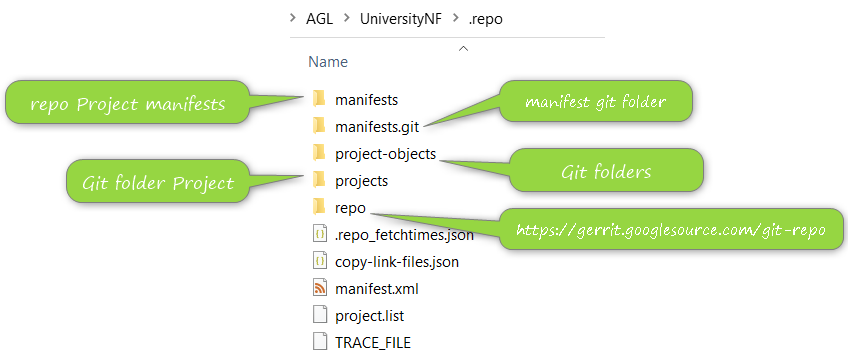 AGL UniversityNF .repo
Name
repo Project manifests
manifests
manifest git folder
manifests.git
project-objects
Git folder Project
projects
Git folders
repo
https://gerrit.googlesource.com/git-repo
.repo_fetchtimes.json
copy-link-files.json
manifest.xml
project.list
TRACE_FILE